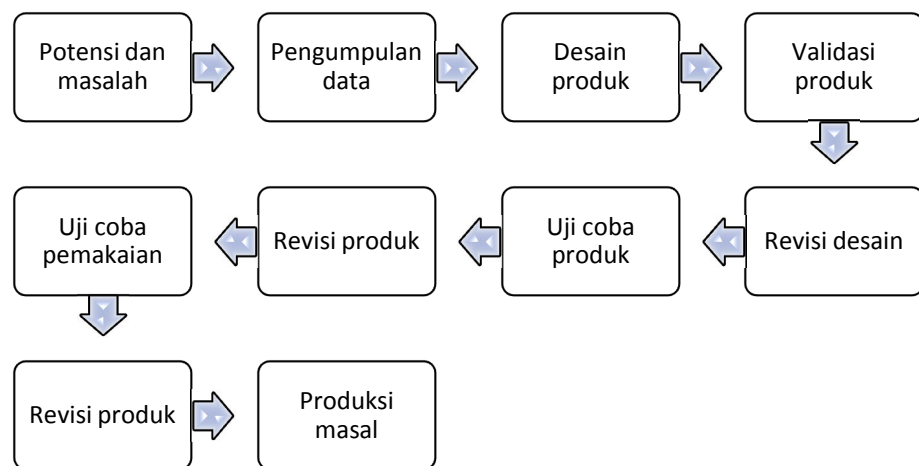 Potensi dan
masalah
Pengumpulan
data
Desain
produk
Validasi
produk
Uji coba
pemakaian
Revisi produk
Uji coba
produk
Revisi desain
Revisi produk
Produksi
masal